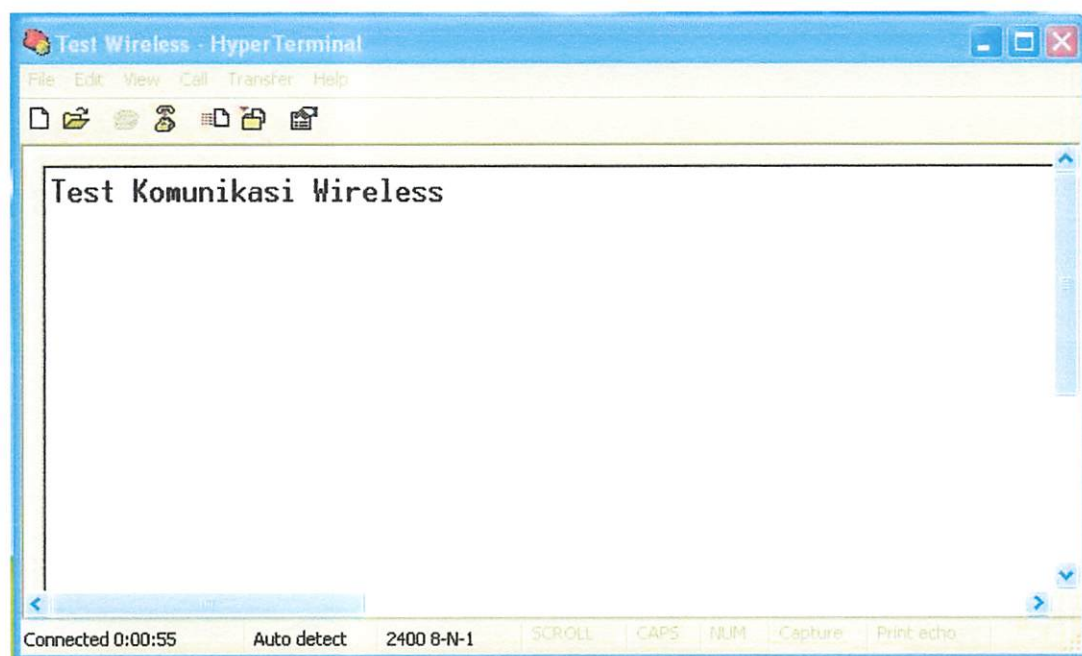 Test Wireless - HyperTerminal
File Edit View Call Transfer Help
Test Komunikasi Wireless
Connected 0:00:55 Auto detect 2400 8-N-1 SCROLL CAPS NUM Capture Print echo